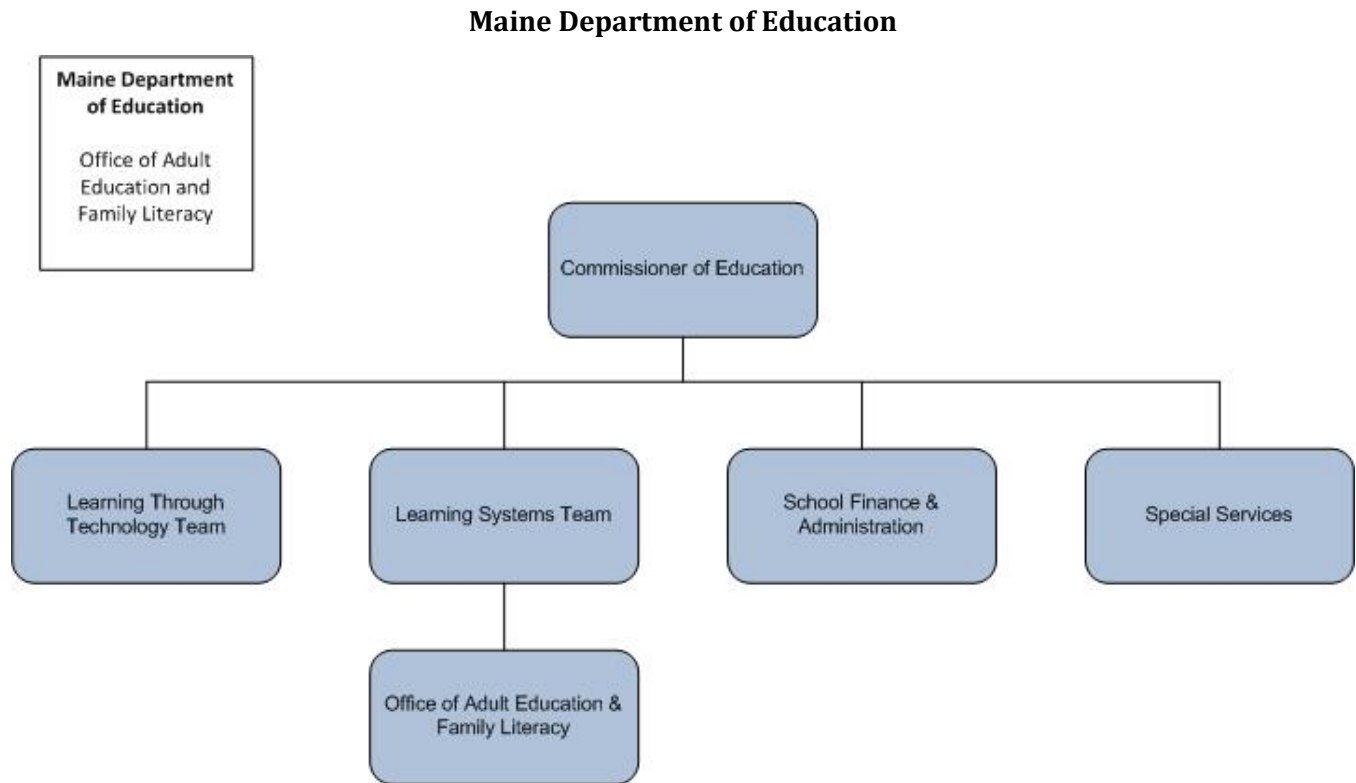 Maine Department of Education
Maine Department
of Education
Office of Adult
Education and
Family Literacy
Commissioner of Education
Learning Through
Technology Team
Learning Systems Team
School Finance &
Administration
Special Services
Office of Adult Education &
Family Literacy